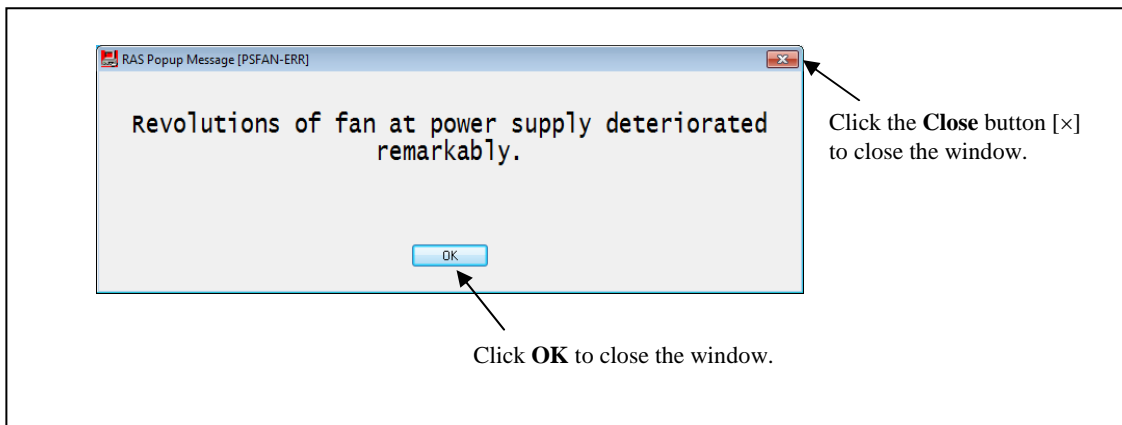 RAS Popup Message [PSFAN-ERR]
Revolutions of fan at power supply deteriorated
remarkably.
Click the Close button [×]
to close the window.
OK
Click OK to close the window.